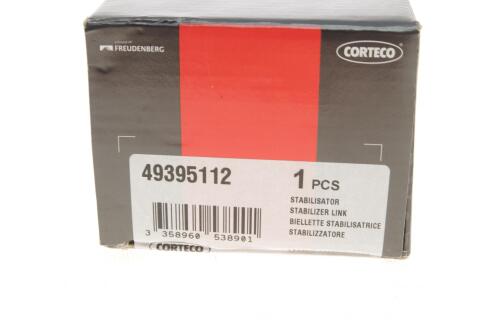 FREUDENBERG
CORTECO
49395112
1 PCS
STABILISATOR
STABILIZER LINK
BIELLETTE STABILISATRICE
STABILIZZATORE
3 358960 538901
CORTECO